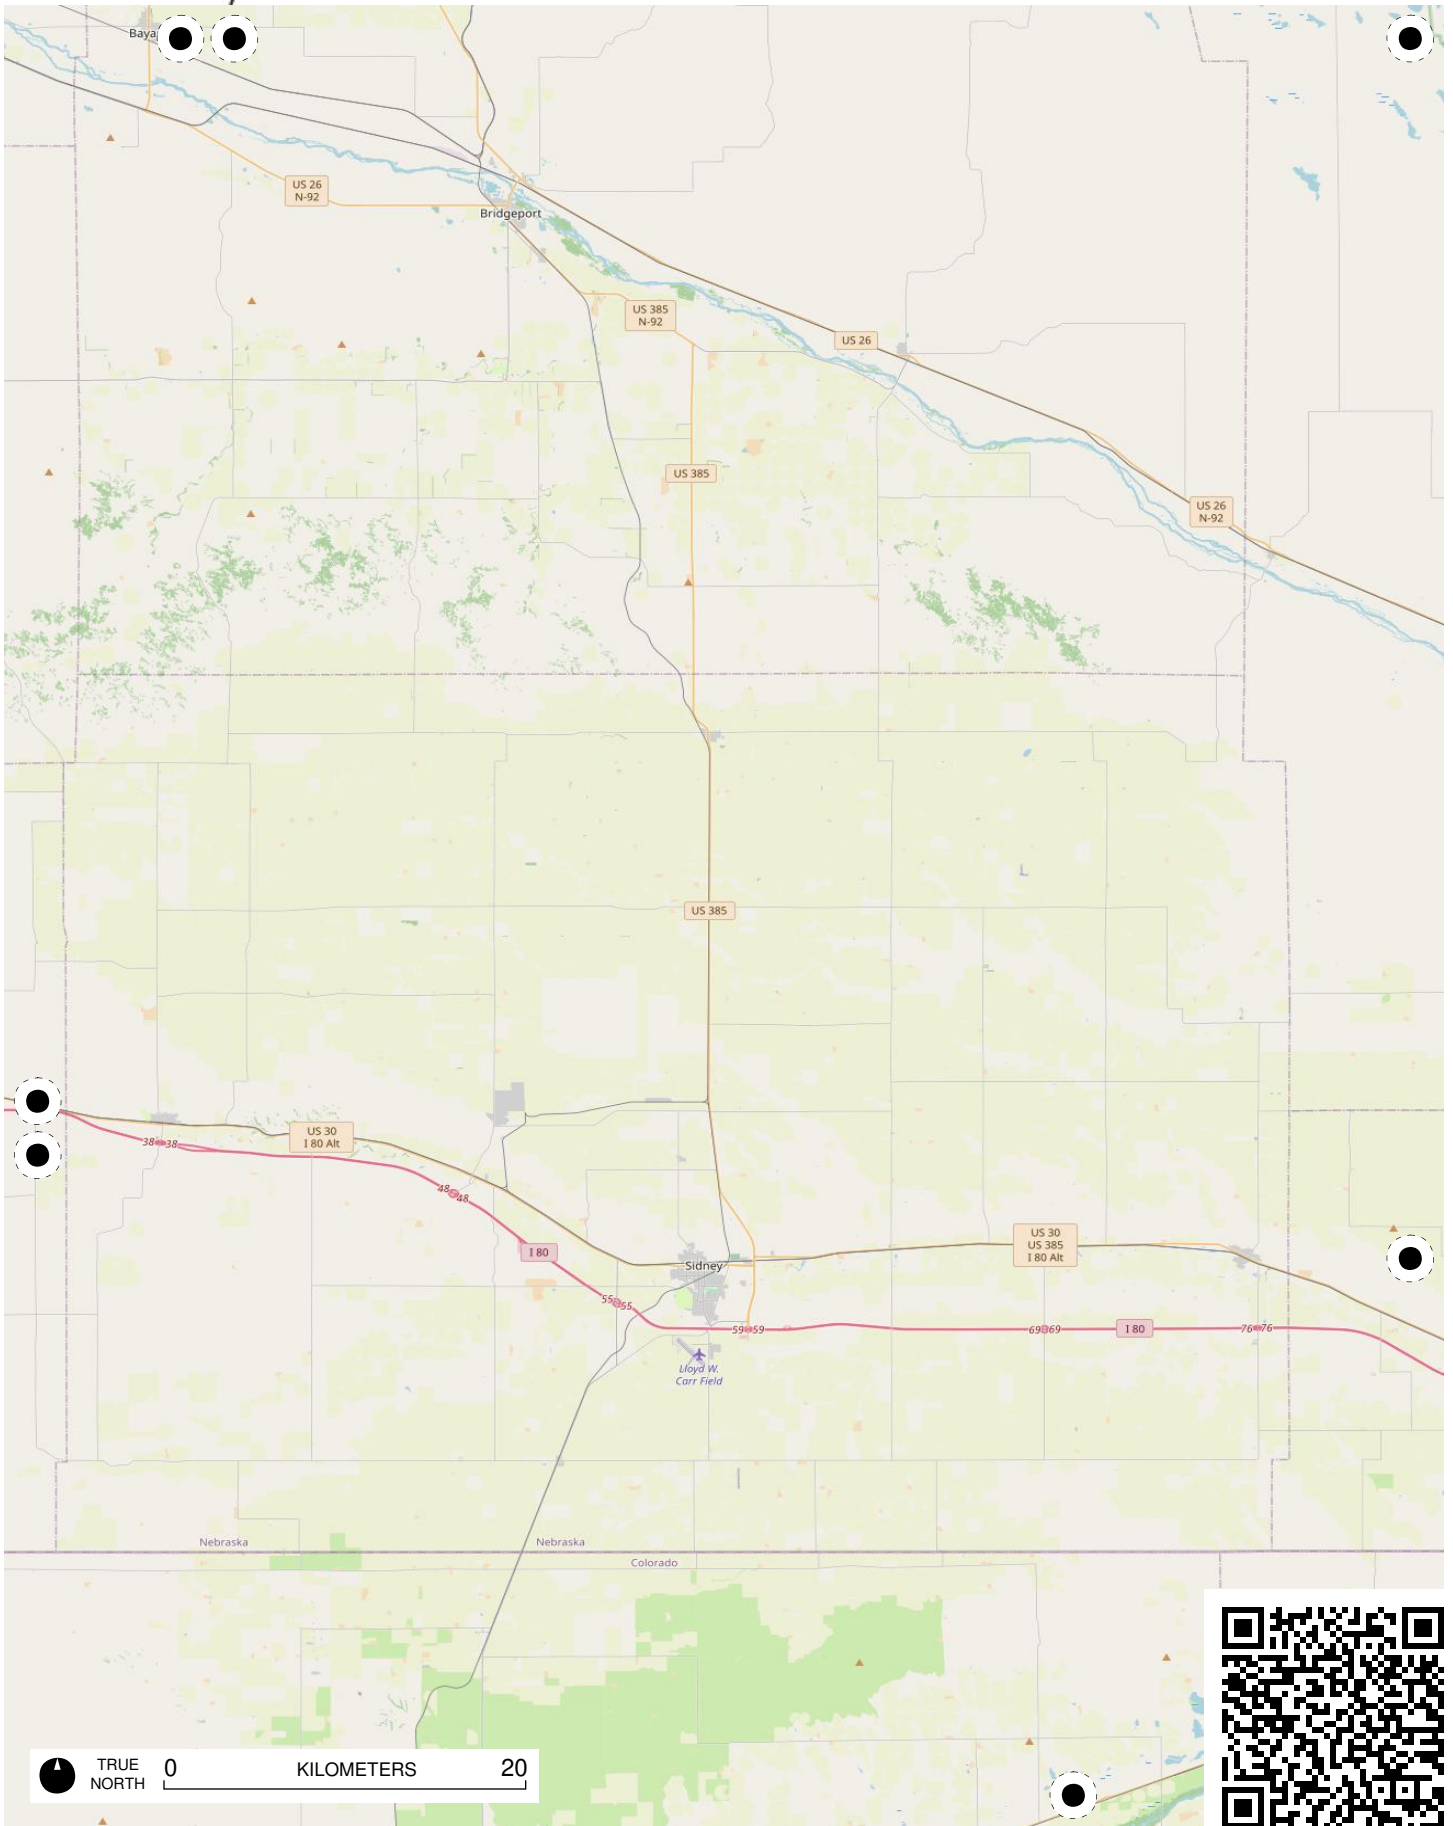 US 26
N-92
Bridgeport
US 385
N-92
US 26
US 385
US 26
N-92
US 385
38 38
US 30
I 80 Alt
48 48
I 80
US 30
US 385
I 80 Alt
Sidney
55 55
59 59
69 69
I 80
76 76
Lloyd W.
Carr Field
Nebraska
Nebraska
Colorado
TRUE
NORTH
0 KILOMETERS 20